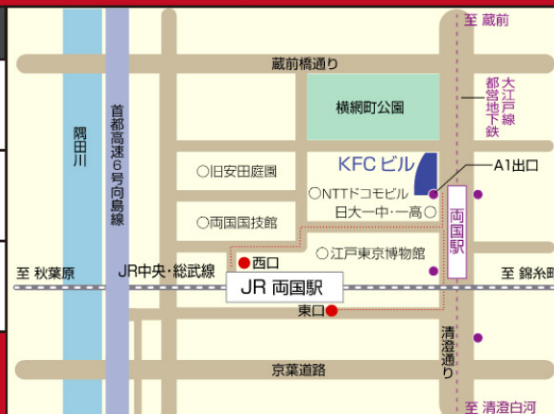 至 蔵前
蔵前橋通り
大江戸線
都営地下鉄
横網町公園
隅田川
首都高速6号向島線
KFC ビル
A1出口
○旧安田庭園
○NTTドコモビル
日大一中・一高○
○両国国技館
両国駅
○江戸東京博物館
西口
至 秋葉原
JR中央・総武線
至 錦糸町
JR 両国駅
東口
清澄通り
京葉道路
至 清澄白河